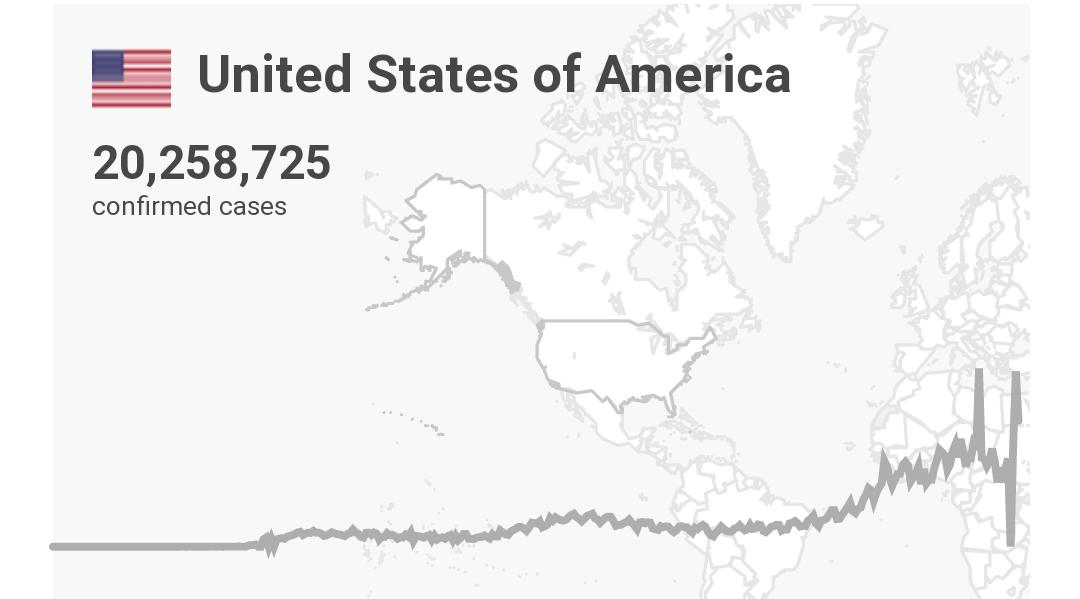 United States of America
20,258,725
confirmed cases